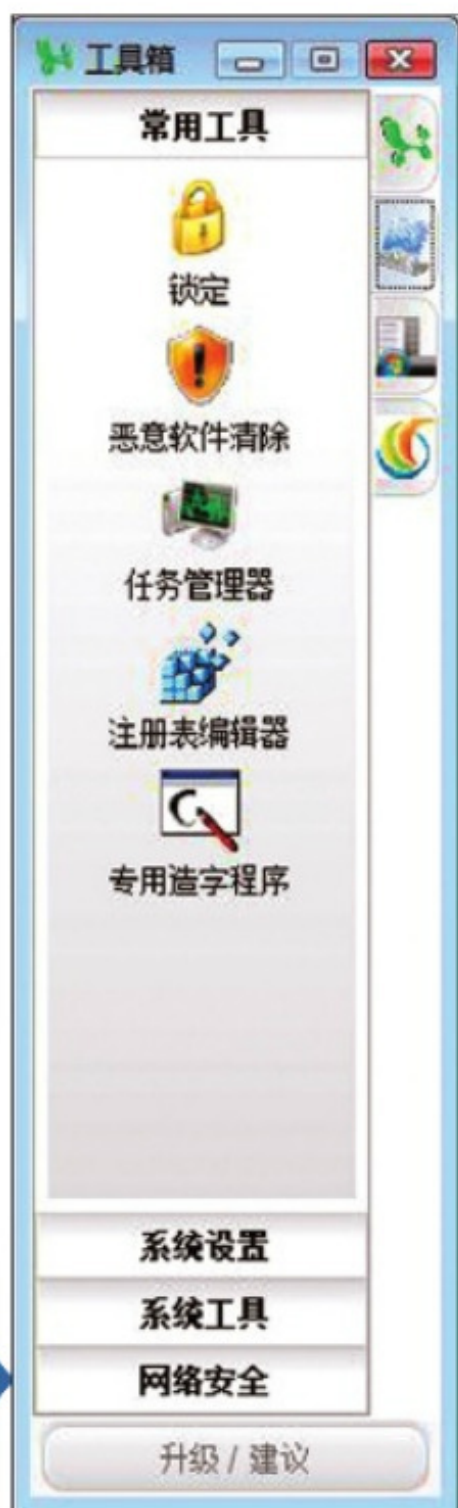 工具箱
常用工具
锁定
恶意软件清除
任务管理器
注册表编辑器
专用造字程序
系统设置
系统工具
网络安全
升级 / 建议